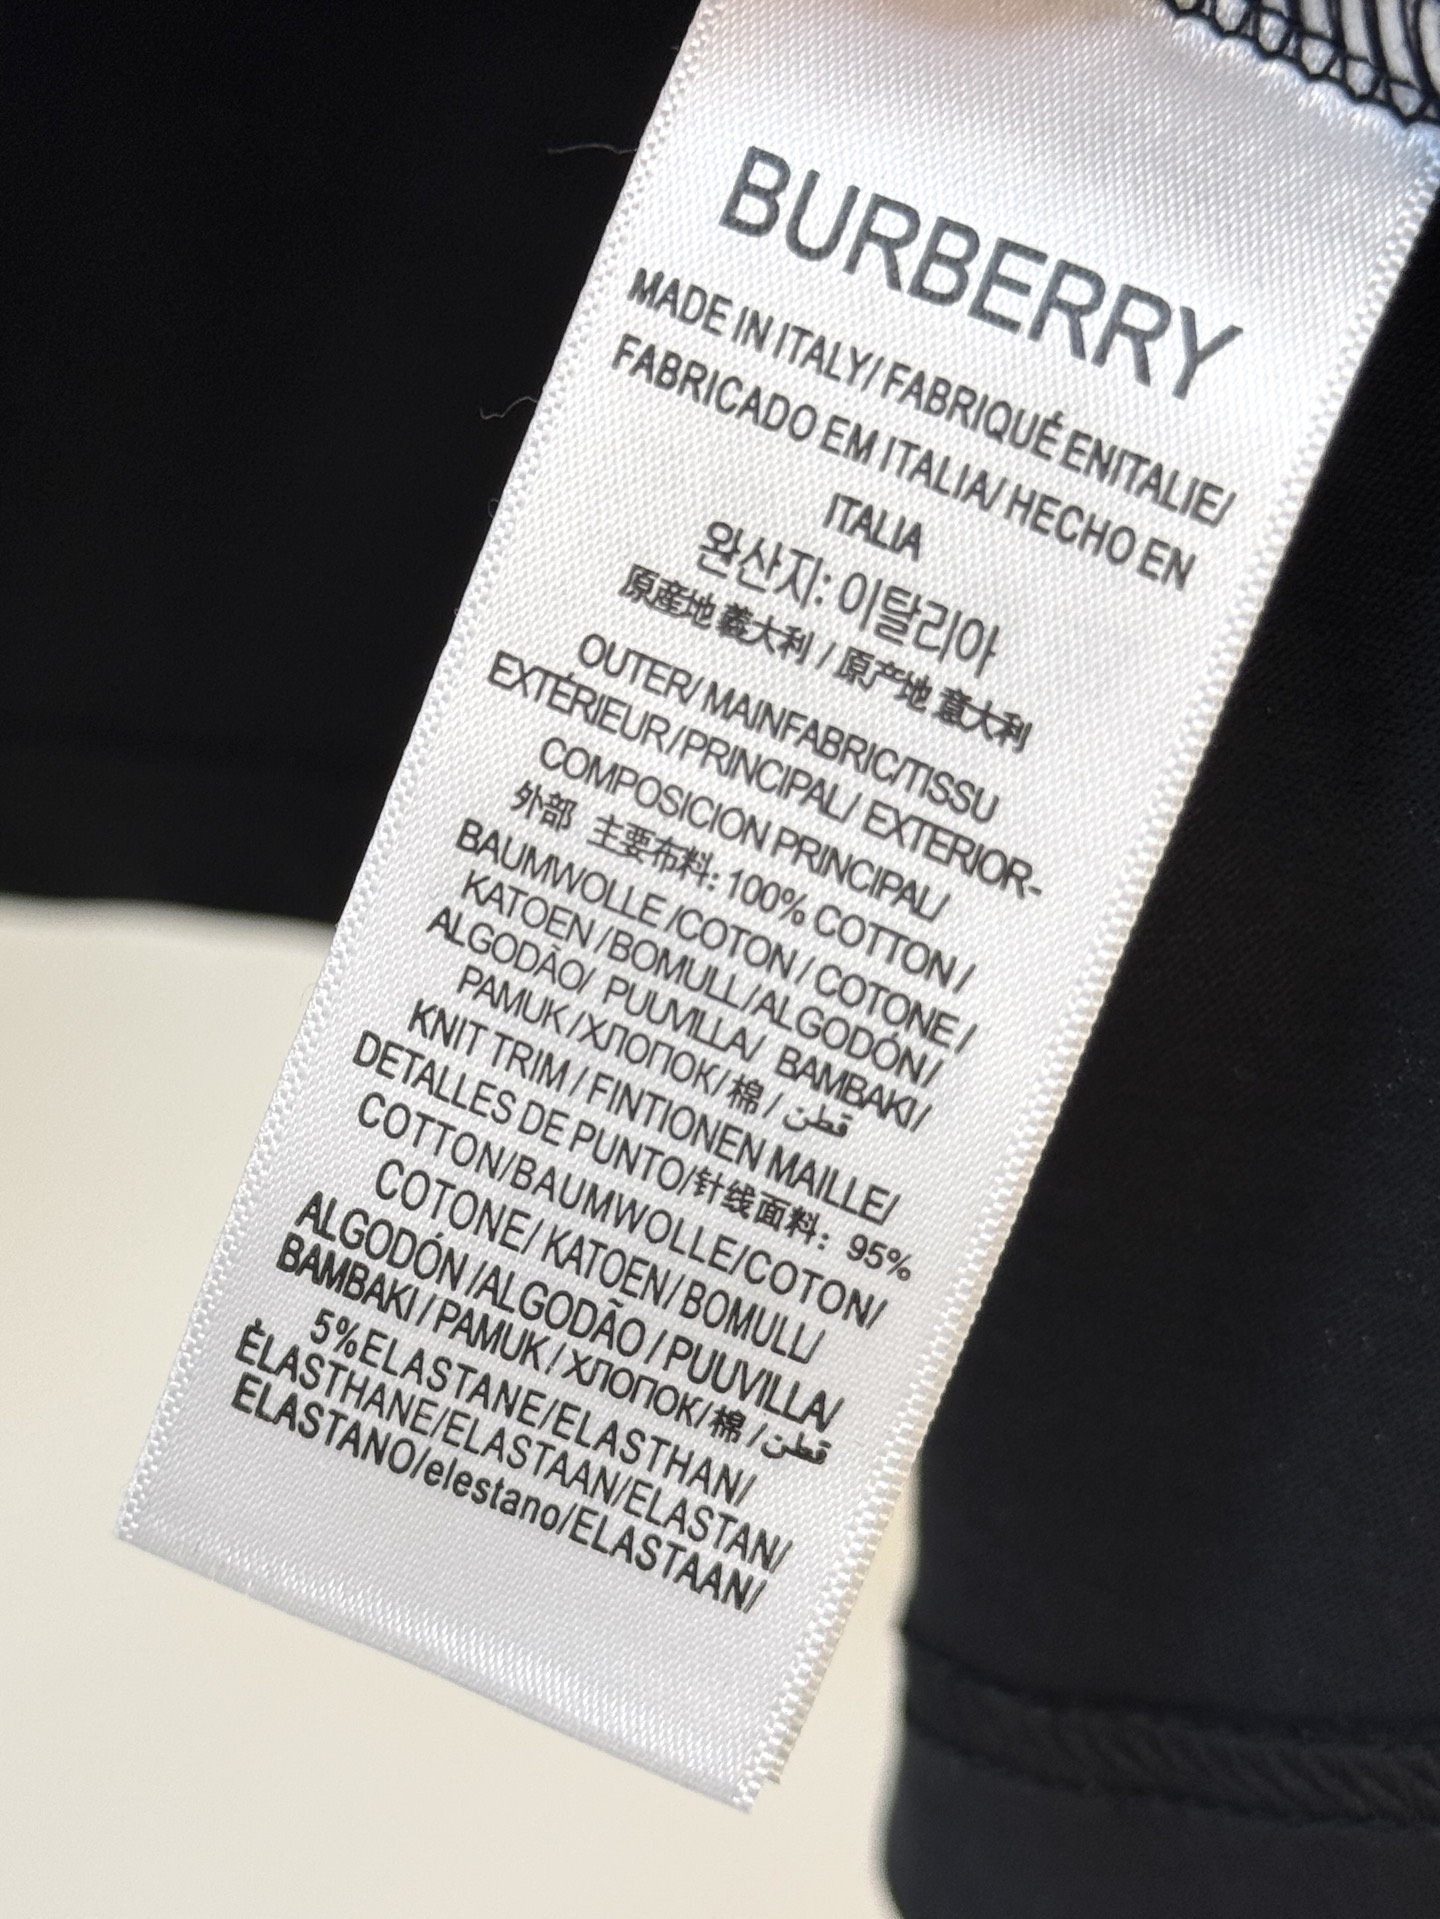 BURBERRY
MADE IN ITALY/ FABRIQUÉ ENITALIE/
FABRICADO EM ITALIA/ HECHO EN
ITALIA
완산지: 이탈리아
原産地 義大利 / 原产地 意大利
OUTER/ MAINFABRIC/TISSU
EXTÉRIEUR/PRINCIPAL/ EXTERIOR-
COMPOSICION PRINCIPAL/
外部 主要布料: 100% COTTON /
BAUMWOLLE /COTON / COTONE /
KATOEN /BOMULL/ALGODÓN/
ALGODÃO/ PUUVILLA/ BAMBAKI/
PAMUK /ХЛОПОК/ 棉 / قطن
KNIT TRIM / FINTIONEN MAILLE/
DETALLES DE PUNTO/针线面料: 95%
COTTON/BAUMWOLLE/COTON/
COTONE/ KATOEN/ BOMULL/
ALGODÓN /ALGODÃO / PUUVILLA/
BAMBAKI / PAMUK/ ХЛОПОК/ 棉 / قطن
5%ELASTANE/ELASTHAN/
ÉLASTHANE/ELASTAAN/ELASTAN/
ELASTANO/elestano/ELASTAAN/